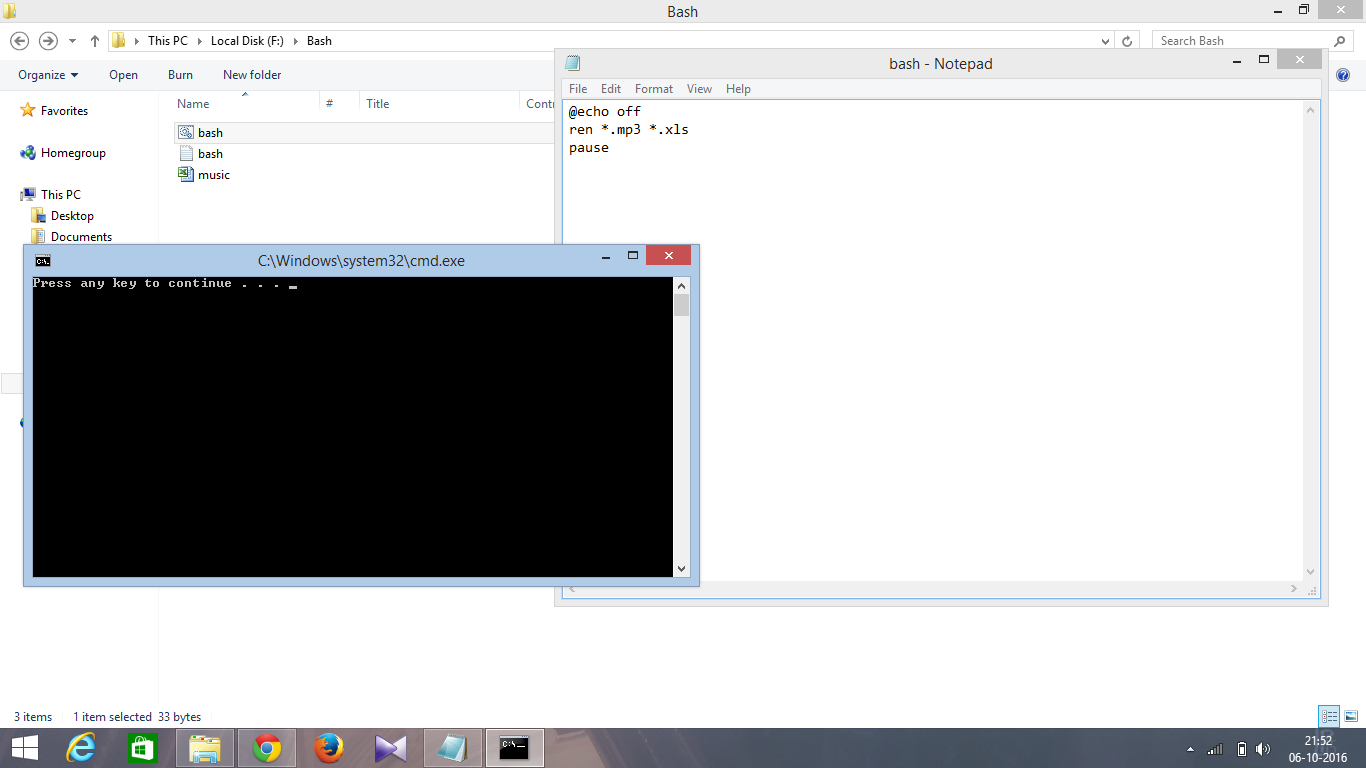 Bash
This PC Local Disk (F:) Bash
Search Bash
Organize Open Burn New folder
Name # Title Contr
Favorites
Homegroup
This PC
Desktop
Documents
bash
bash
music
bash - Notepad
File Edit Format View Help
@echo off
ren *.mp3 *.xls
pause
C:\Windows\system32\cmd.exe
Press any key to continue . . .
3 items 1 item selected 33 bytes
21:52
06-10-2016